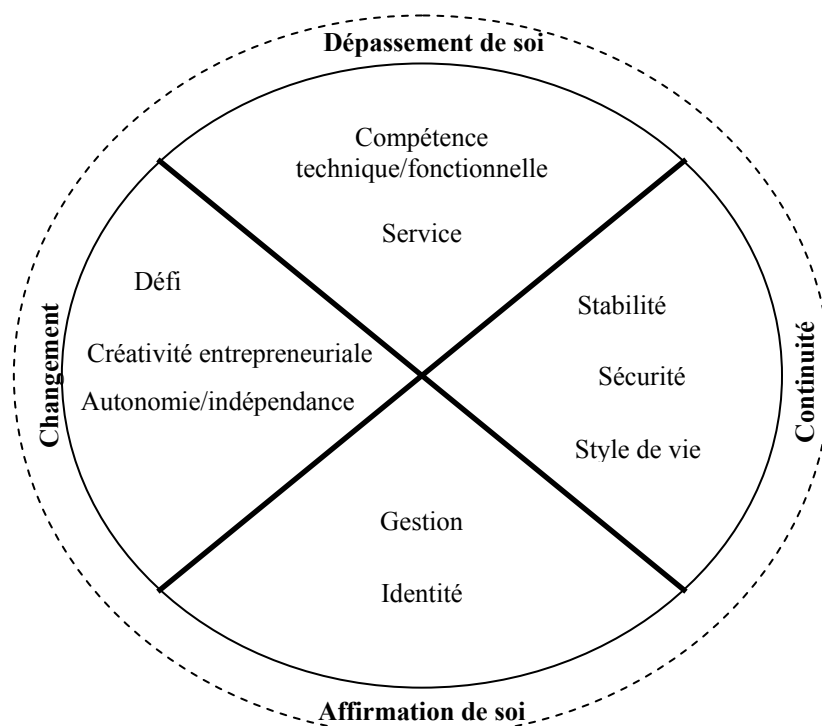 Dépassement de soi
Compétence
technique/fonctionnelle
Service
Défi
Créativité entrepreneuriale
Autonomie/indépendance
Changement
Stabilité
Sécurité
Style de vie
Continuité
Gestion
Identité
Affirmation de soi